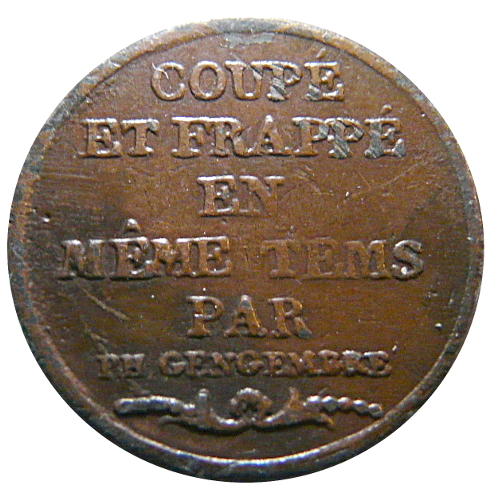 COUPÉ
ET FRAPPÉ
EN
MÊME TEMS
PAR
PH GENGEMBRE